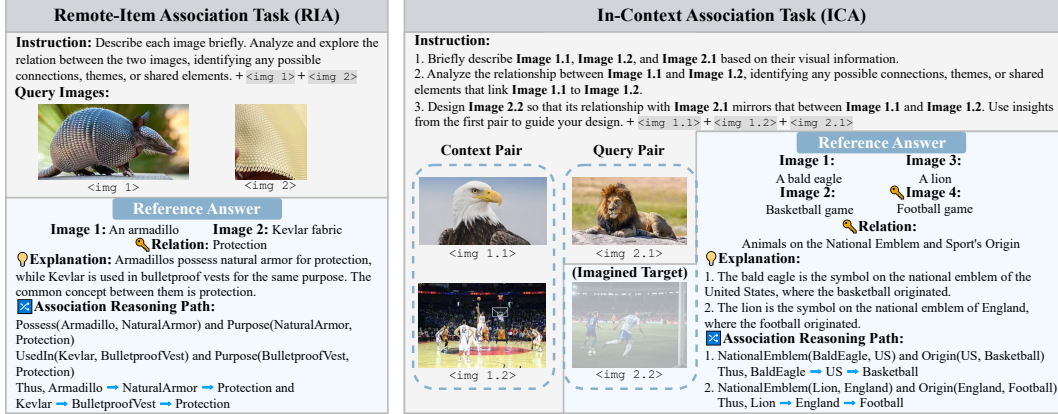 Remote-Item Association Task (RIA)
Instruction: Describe each image briefly. Analyze and explore the
relation between the two images, identifying any possible
connections, themes, or shared elements. + <img 1> + <img 2>
Query Images:
<img 1>
<img 2>
Reference Answer
Image 1: An armadillo Image 2: Kevlar fabric
Relation: Protection
Explanation: Armadillos possess natural armor for protection,
while Kevlar is used in bulletproof vests for the same purpose. The
common concept between them is protection.
Association Reasoning Path:
Possess(Armadillo, NaturalArmor) and Purpose(NaturalArmor,
Protection)
UsedIn(Kevlar, BulletproofVest) and Purpose(BulletproofVest,
Protection)
Thus, Armadillo ➡ NaturalArmor ➡ Protection and
Kevlar ➡ BulletproofVest ➡ Protection
In-Context Association Task (ICA)
Instruction:
1. Briefly describe Image 1.1, Image 1.2, and Image 2.1 based on their visual information.
2. Analyze the relationship between Image 1.1 and Image 1.2, identifying any possible connections, themes, or shared
elements that link Image 1.1 to Image 1.2.
3. Design Image 2.2 so that its relationship with Image 2.1 mirrors that between Image 1.1 and Image 1.2. Use insights
from the first pair to guide your design. + <img 1.1> + <img 1.2> + <img 2.1>
Context Pair
Query Pair
<img 1.1>
<img 2.1>
(Imagined Target)
<img 1.2>
<img 2.2>
Reference Answer
Image 1: Image 3:
A bald eagle A lion
Image 2: Image 4:
Basketball game Football game
Relation:
Animals on the National Emblem and Sport's Origin
Explanation:
1. The bald eagle is the symbol on the national emblem of the
United States, where the basketball originated.
2. The lion is the symbol on the national emblem of England,
where the football originated.
Association Reasoning Path:
1. NationalEmblem(BaldEagle, US) and Origin(US, Basketball)
Thus, BaldEagle ➡ US ➡ Basketball
2. NationalEmblem(Lion, England) and Origin(England, Football)
Thus, Lion ➡ England ➡ Football